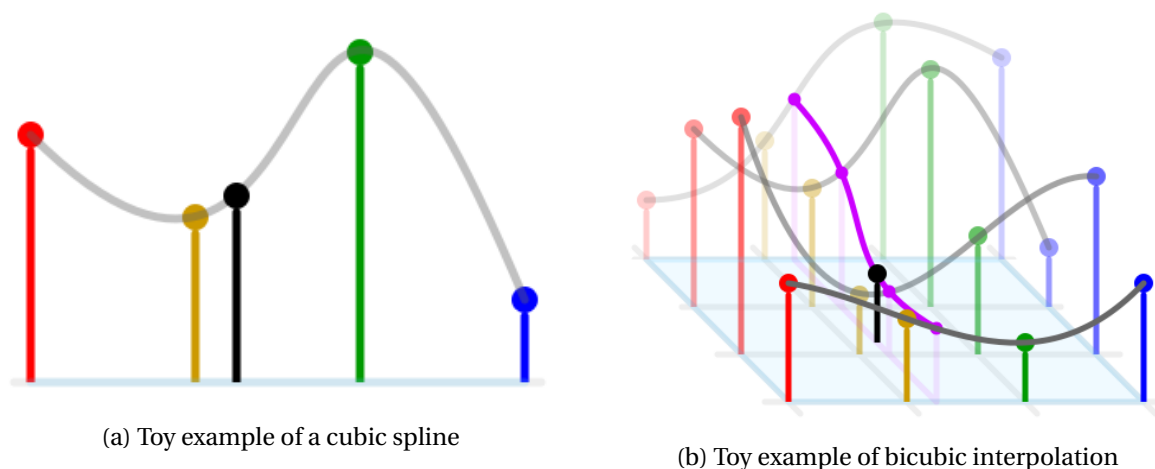 (a) Toy example of a cubic spline
(b) Toy example of bicubic interpolation